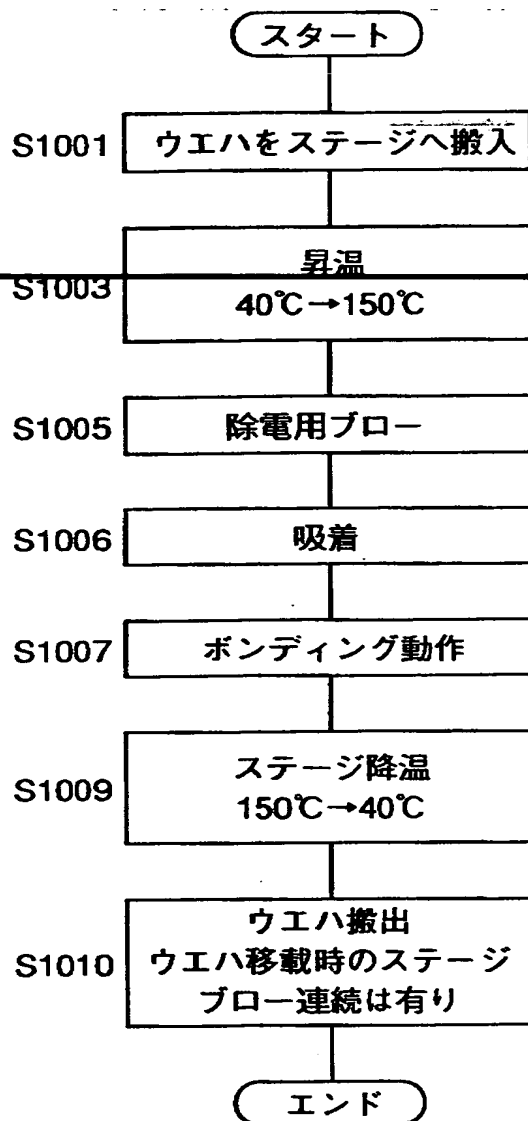 スタート
S1001 ウエハをステージへ搬入
昇温
S1003
40℃→150℃
S1005 除電用ブロー
S1006 吸着
S1007 ボンディング動作
ステージ降温
S1009
150℃→40℃
ウエハ搬出
S1010 ウエハ移載時のステージ
ブロー連続は有り
エンド